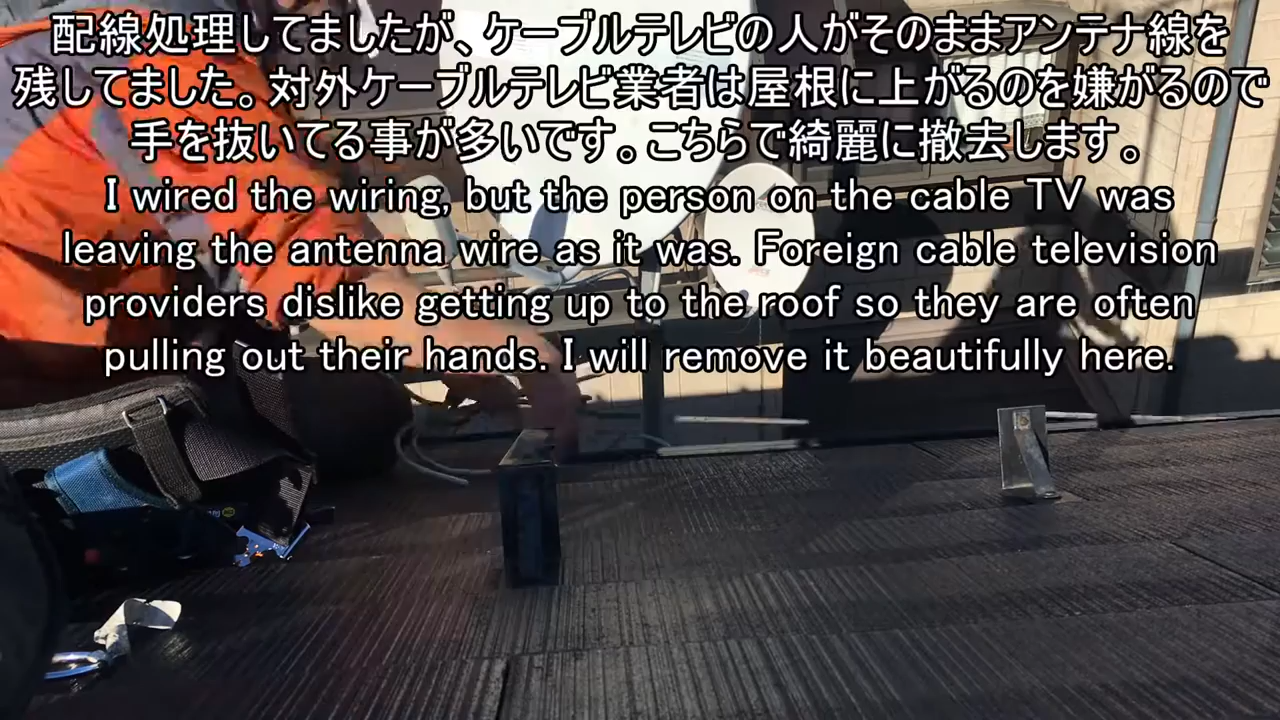 配線処理してましたが、ケーブルテレビの人がそのままアンテナ線を
残してました。対外ケーブルテレビ業者は屋根に上がるのを嫌がるので
手を抜いてる事が多いです。こちらで綺麗に撤去します。
I wired the wiring, but the person on the cable TV was
leaving the antenna wire as it was. Foreign cable television
providers dislike getting up to the roof so they are often
pulling out their hands. I will remove it beautifully here.